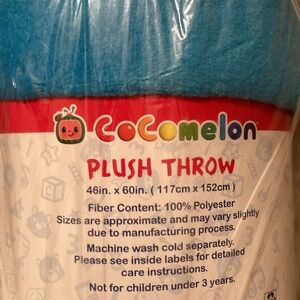 CoComelon
PLUSH THROW
46in. x 60in. ( 117cm x 152cm )
Fiber Content: 100% Polyester
Sizes are approximate and may vary slightly
due to manufacturing process.
Machine wash cold separately.
Please see inside labels for detailed
care instructions.
Not for children under 3 years.